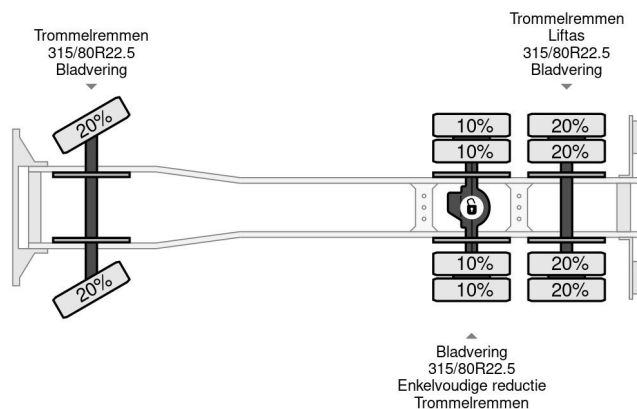 Trommelremmen
315/80R22.5
Bladvering
Trommelremmen
Liftas
315/80R22.5
Bladvering
20%
10%
20%
10%
20%
20%
10%
20%
10%
20%
Bladvering
315/80R22.5
Enkelvoudige reductie
Trommelremmen